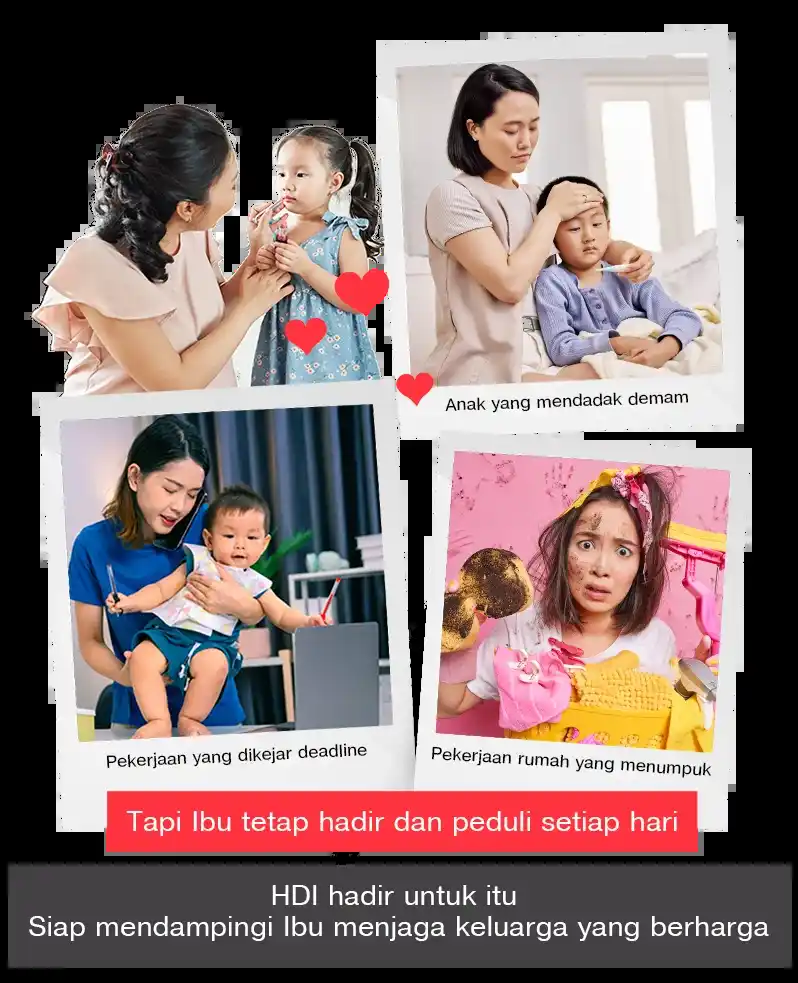 Anak yang mendadak demam
Pekerjaan yang dikejar deadline
Pekerjaan rumah yang menumpuk
Tapi Ibu tetap hadir dan peduli setiap hari
HDI hadir untuk itu
Siap mendampingi Ibu menjaga keluarga yang berharga